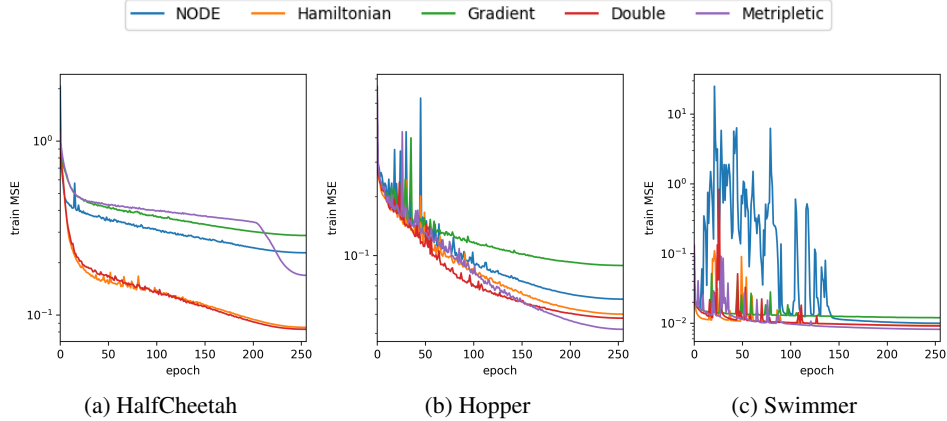 NODE Hamiltonian Gradient Double Metripletic
train MSE
10⁰
10⁻¹
0 50 100 150 200 250
epoch
(a) HalfCheetah
train MSE
10⁻¹
0 50 100 150 200 250
epoch
(b) Hopper
train MSE
10¹
10⁰
10⁻¹
10⁻²
0 50 100 150 200 250
epoch
(c) Swimmer